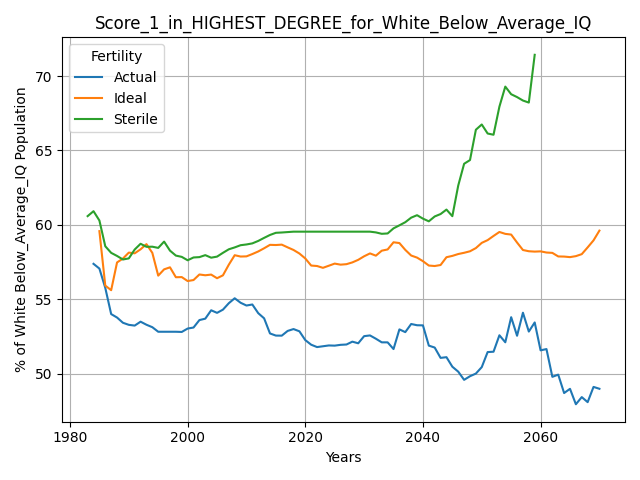 Score_1_in_HIGHEST_DEGREE_for_White_Below_Average_IQ
% of White Below_Average_IQ Population
70
65
60
55
50
Fertility
Actual
Ideal
Sterile
1980 2000 2020 2040 2060
Years